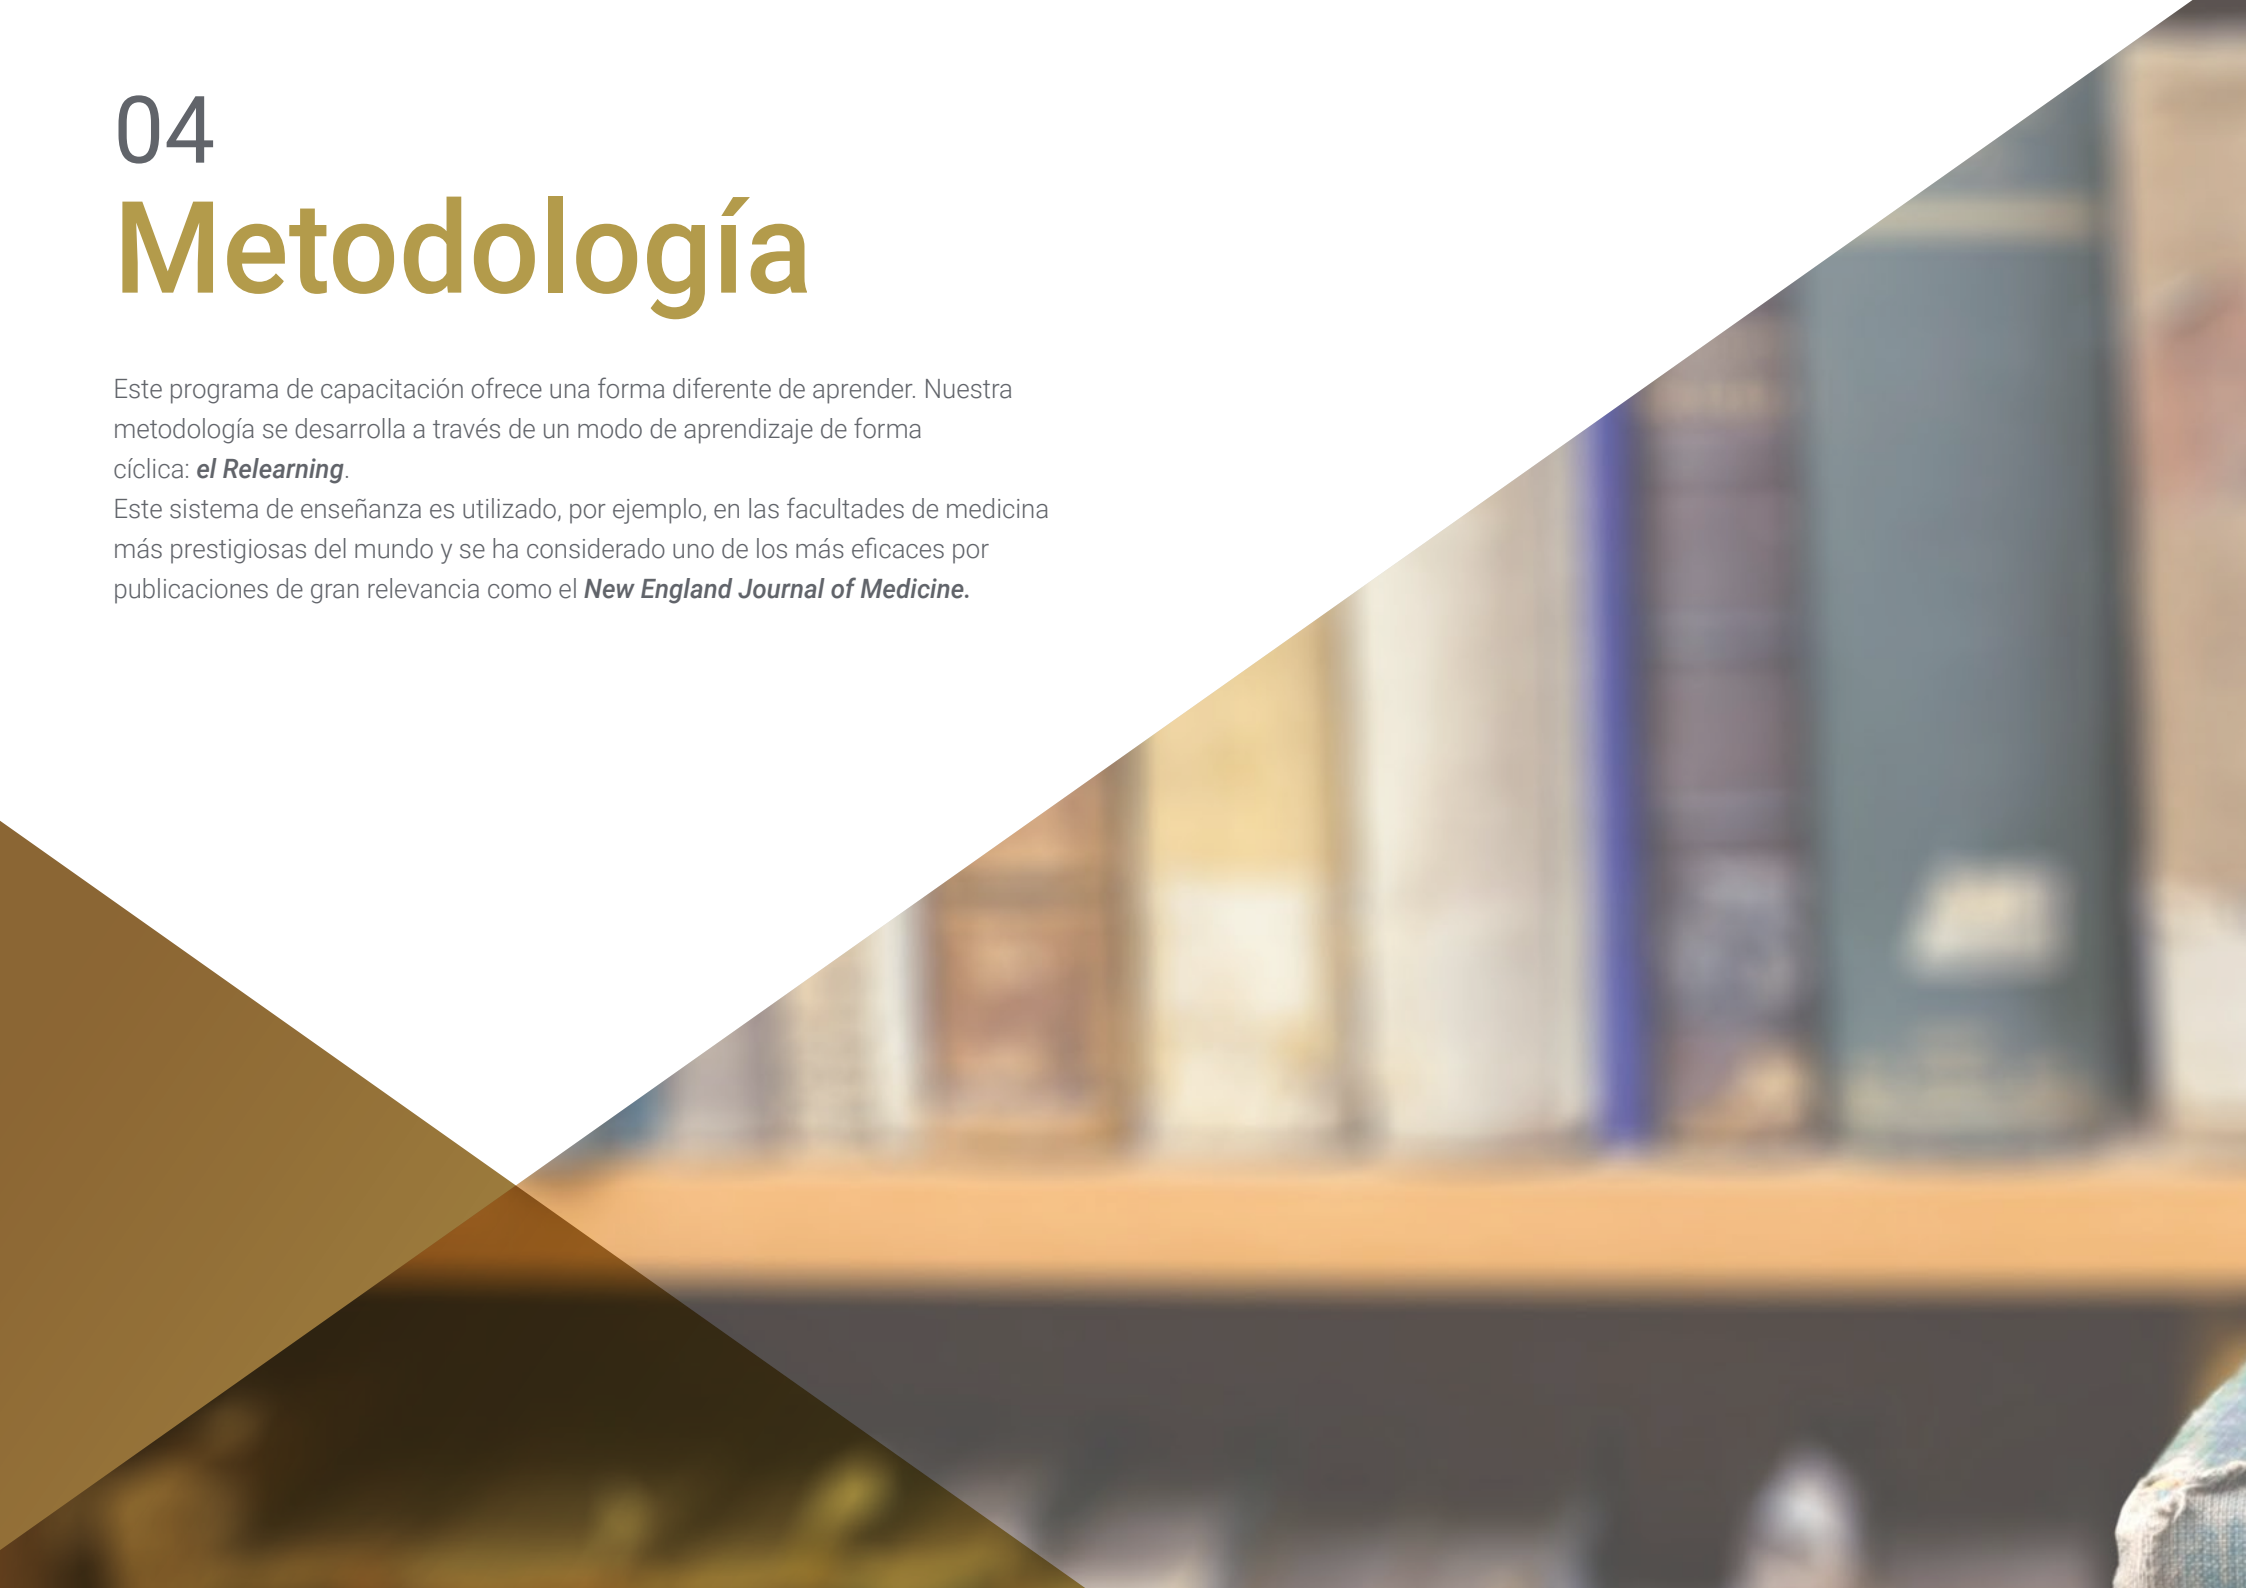 04
Metodología
Este programa de capacitación ofrece una forma diferente de aprender. Nuestra
metodología se desarrolla a través de un modo de aprendizaje de forma
cíclica: el Relearning.
Este sistema de enseñanza es utilizado, por ejemplo, en las facultades de medicina
más prestigiosas del mundo y se ha considerado uno de los más eficaces por
publicaciones de gran relevancia como el New England Journal of Medicine.